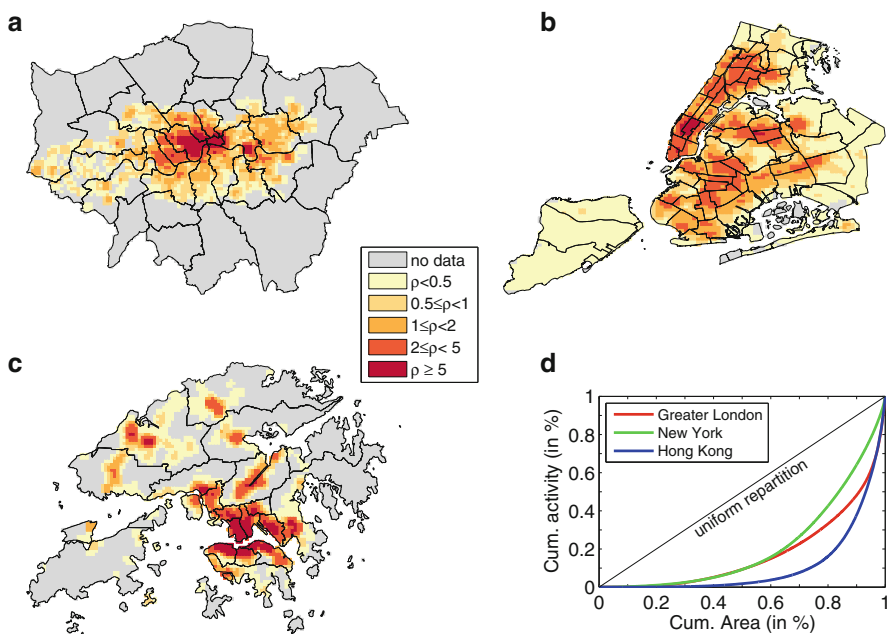 a
b
no data
ρ<0.5
0.5≤ρ<1
1≤ρ<2
2≤ρ< 5
ρ ≥ 5
c
d
1
0.8
0.6
0.4
0.2
0
Cum. activity (in %)
Greater London
New York
Hong Kong
uniform repartition
0 0.2 0.4 0.6 0.8 1
Cum. Area (in %)